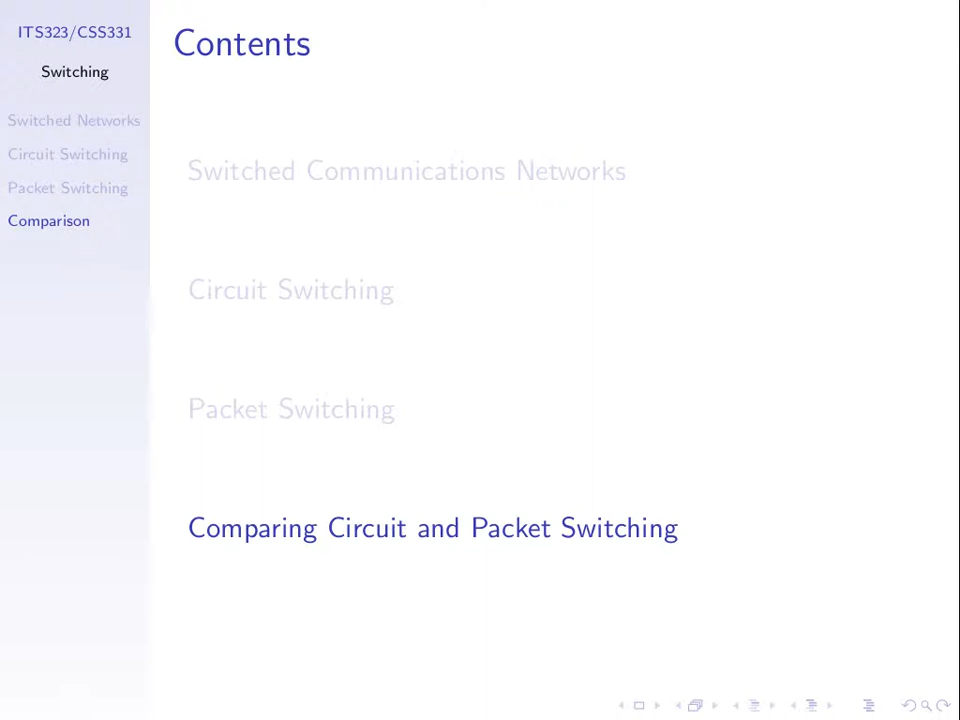 ITS323/CSS331
Switching
Switched Networks
Circuit Switching
Packet Switching
Comparison
Contents
Switched Communications Networks
Circuit Switching
Packet Switching
Comparing Circuit and Packet Switching